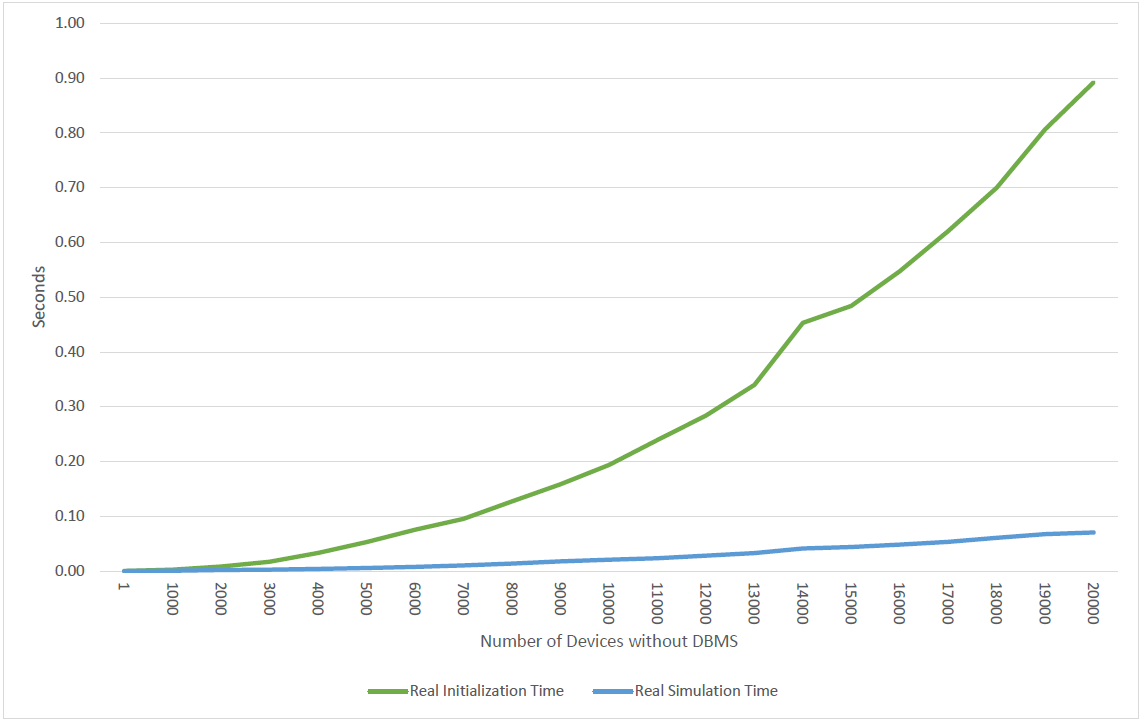 1.00
0.90
0.80
0.70
0.60
0.50
0.40
0.30
0.20
0.10
0.00
Seconds
1 1000 2000 3000 4000 5000 6000 7000 8000 9000 10000 11000 12000 13000 14000 15000 16000 17000 18000 19000 20000
Number of Devices without DBMS
Real Initialization Time Real Simulation Time